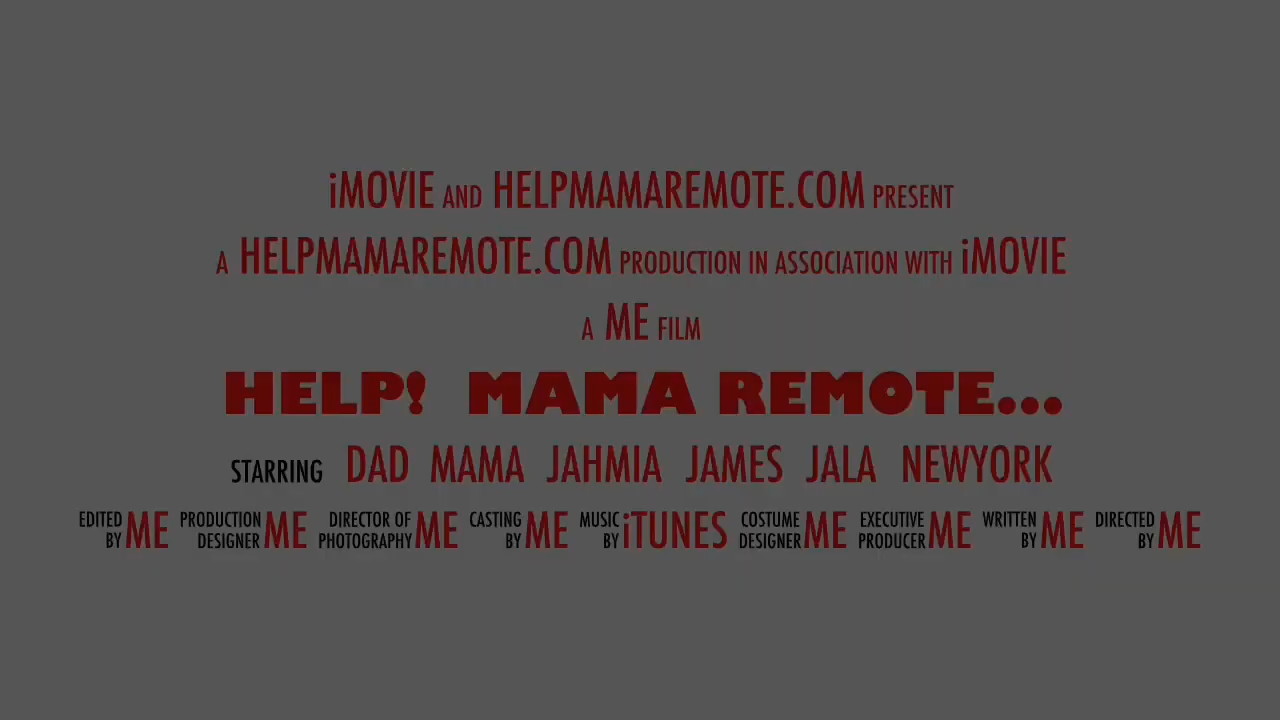 iMOVIE AND HELPMAMAREMOTE.COM PRESENT
A HELPMAMAREMOTE.COM PRODUCTION IN ASSOCIATION WITH iMOVIE
A ME FILM
HELP! MAMA REMOTE...
STARRING DAD MAMA JAHMIA JAMES JALA NEWYORK
EDITED BY ME PRODUCTION DESIGNER ME DIRECTOR OF PHOTOGRAPHY ME CASTING BY ME MUSIC BY iTUNES COSTUME DESIGNER ME EXECUTIVE PRODUCER ME WRITTEN BY ME DIRECTED BY ME